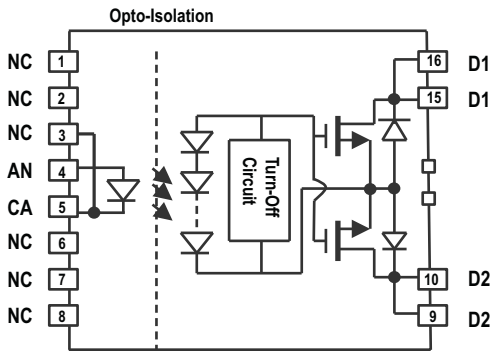 Opto-Isolation
NC 1
NC 2
NC 3
AN 4
CA 5
NC 6
NC 7
NC 8
Turn-Off
Circuit
16 D1
15 D1
10 D2
9 D2